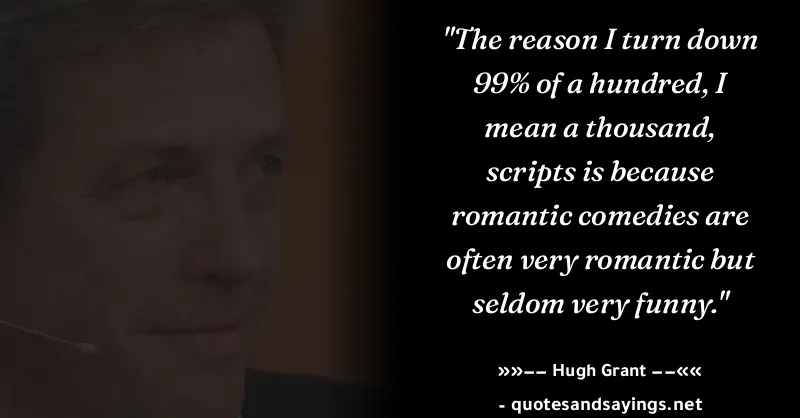 "The reason I turn down
99% of a hundred, I
mean a thousand,
scripts is because
romantic comedies are
often very romantic but
seldom very funny."
»»–– Hugh Grant ––««
- quotesandsayings.net